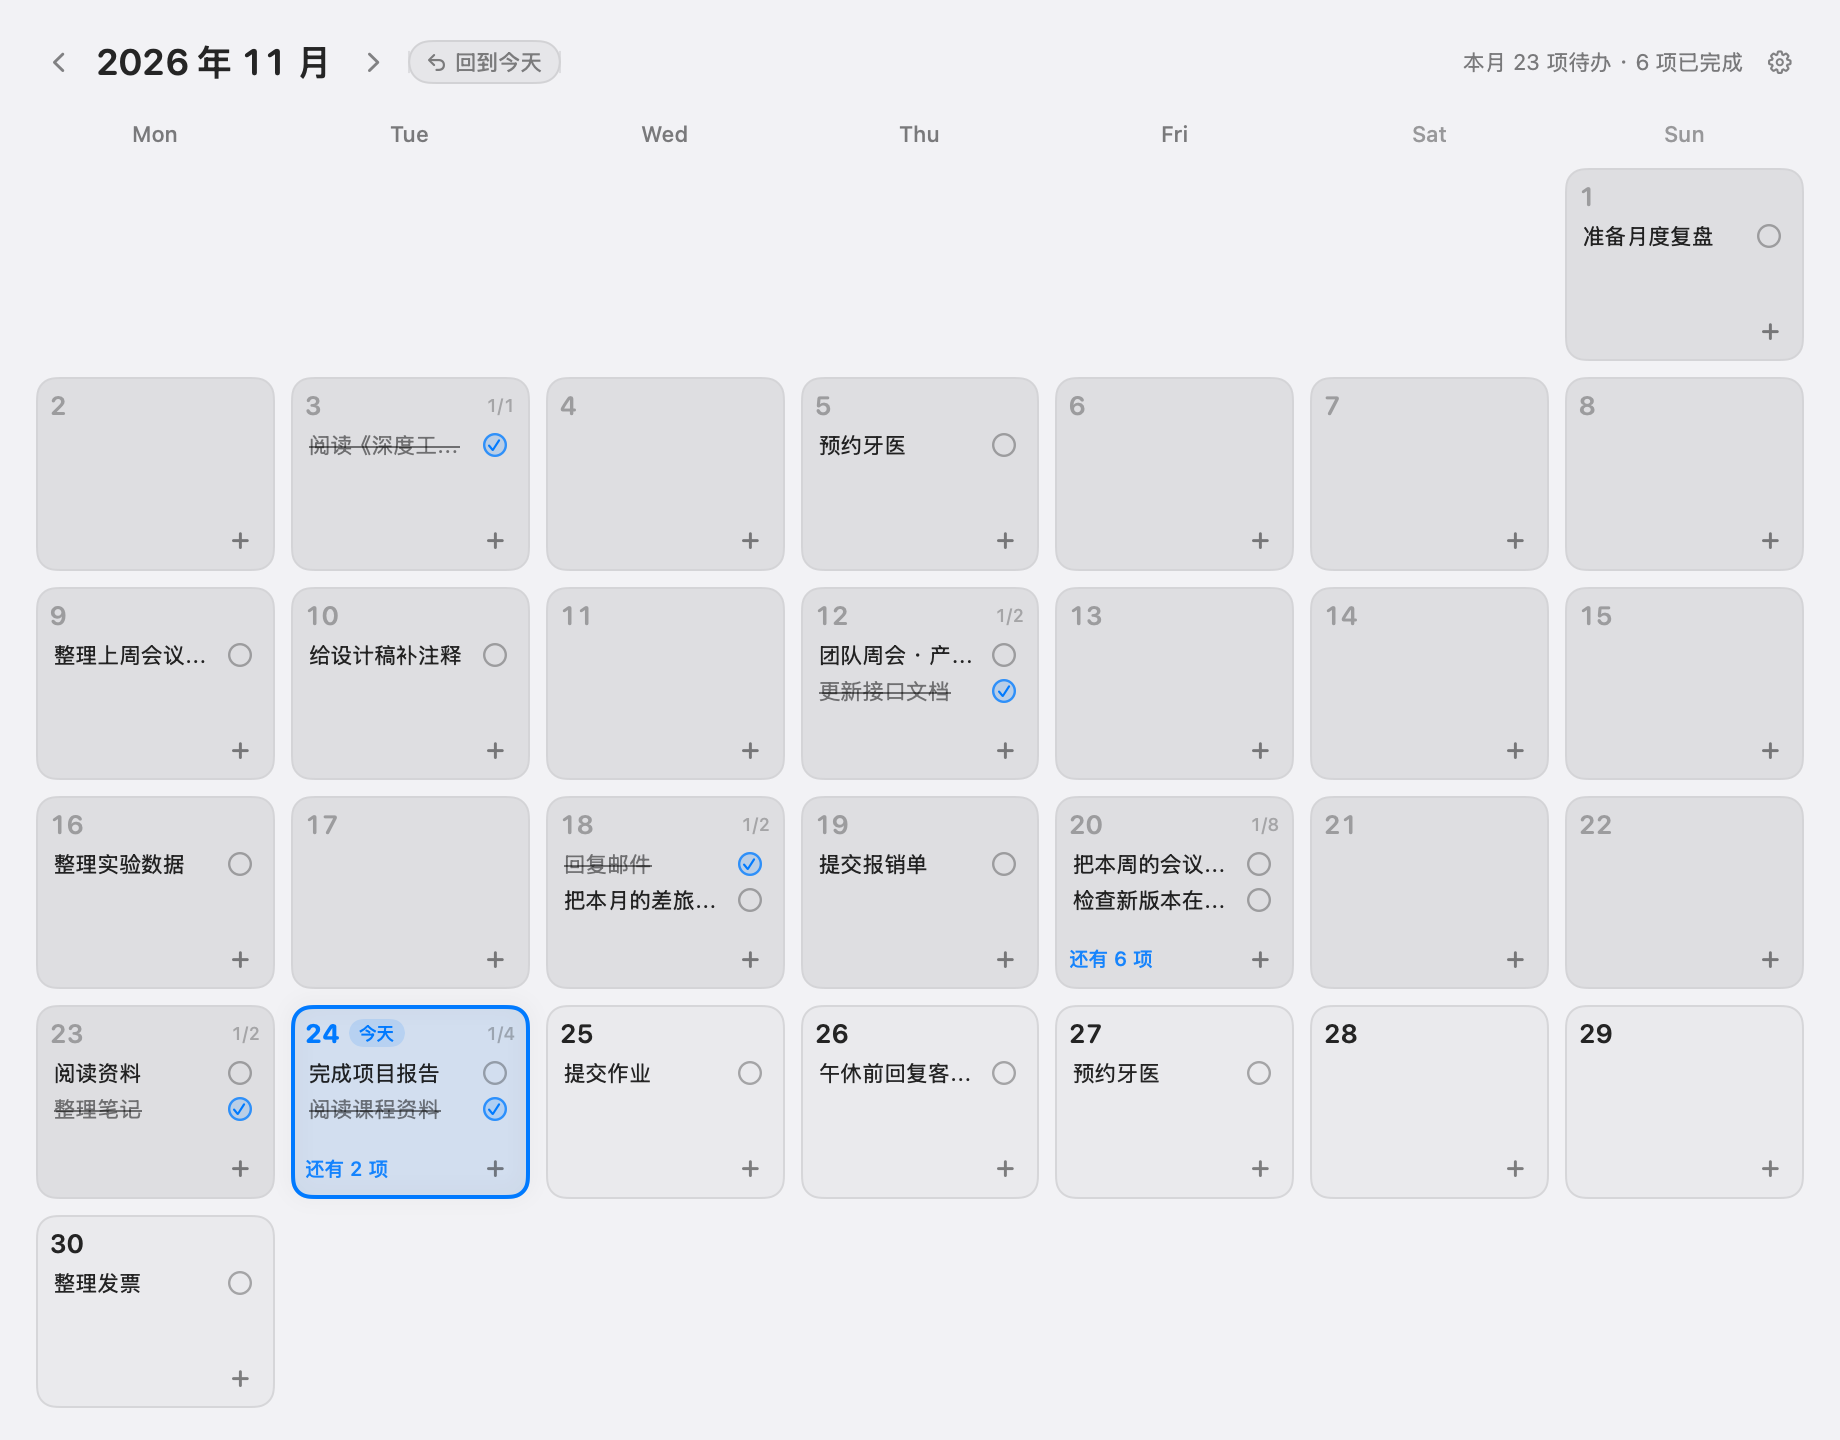 2026 年 11 月
回到今天
本月 23 项待办 · 6 项已完成
Mon Tue Wed Thu Fri Sat Sun
1
准备月度复盘
2
3 1/1
阅读《深度工...
4
5
预约牙医
6
7
8
9
整理上周会议...
10
给设计稿补注释
11
12 1/2
团队周会 · 产...
更新接口文档
13
14
15
16
整理实验数据
17
18 1/2
回复邮件
把本月的差旅...
19
提交报销单
20 1/8
把本周的会议...
检查新版本在...
还有 6 项
21
22
23 1/2
阅读资料
整理笔记
24 今天 1/4
完成项目报告
阅读课程资料
还有 2 项
25
提交作业
26
午休前回复客...
27
预约牙医
28
29
30
整理发票